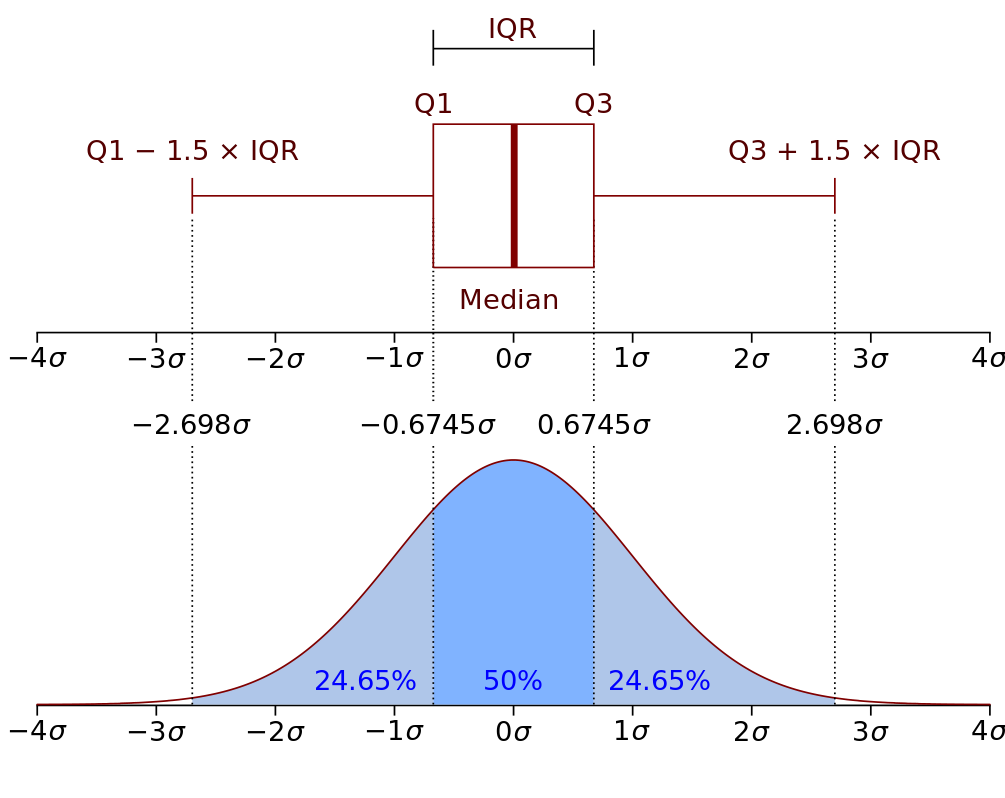 IQR
Q1 Q3
Q1 − 1.5 × IQR Q3 + 1.5 × IQR
Median
−4σ −3σ −2σ −1σ 0σ 1σ 2σ 3σ 4σ
−2.698σ −0.6745σ 0.6745σ 2.698σ
24.65% 50% 24.65%
−4σ −3σ −2σ −1σ 0σ 1σ 2σ 3σ 4σ